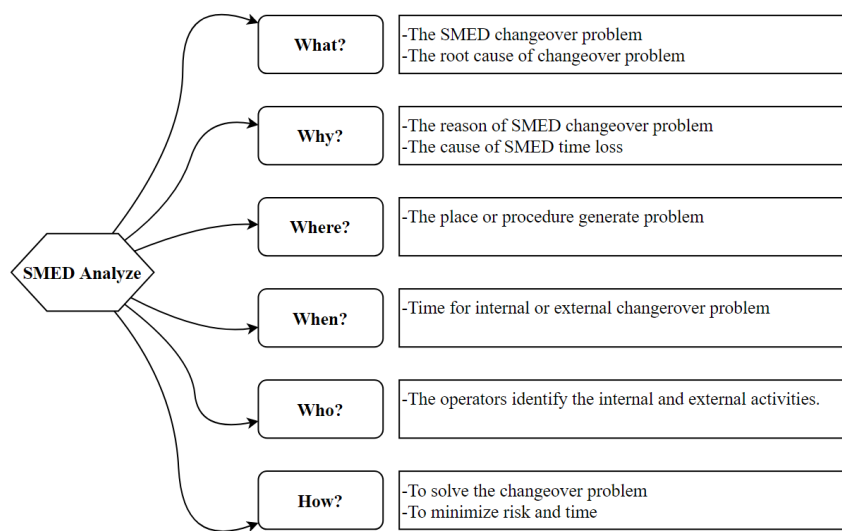 What?
-The SMED changeover problem
-The root cause of changeover problem
Why?
-The reason of SMED changeover problem
-The cause of SMED time loss
Where?
-The place or procedure generate problem
SMED Analyze
When?
-Time for internal or external changerover problem
Who?
-The operators identify the internal and external activities.
How?
-To solve the changeover problem
-To minimize risk and time